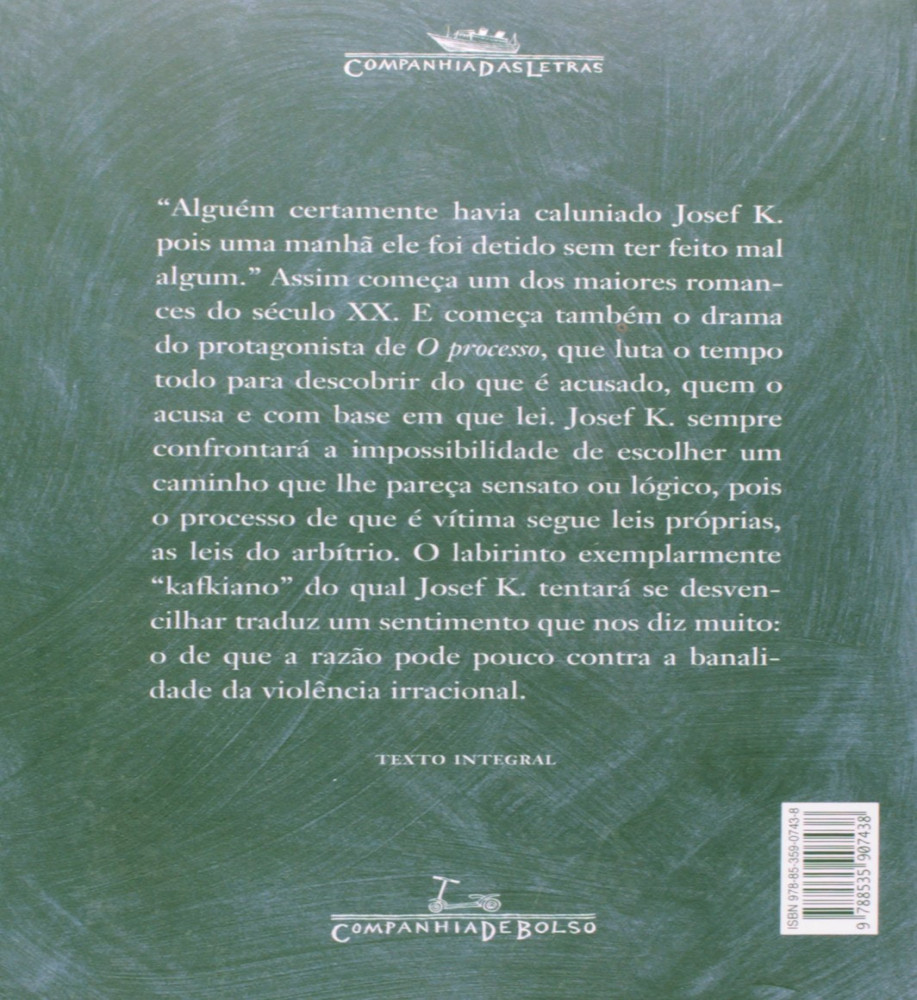 COMPANHIA DAS LETRAS
“Alguém certamente havia caluniado Josef K.
pois uma manhã ele foi detido sem ter feito mal
algum.” Assim começa um dos maiores roman-
ces do século XX. E começa também o drama
do protagonista de O processo, que luta o tempo
todo para descobrir do que é acusado, quem o
acusa e com base em que lei. Josef K. sempre
confrontará a impossibilidade de escolher um
caminho que lhe pareça sensato ou lógico, pois
o processo de que é vítima segue leis próprias,
as leis do arbítrio. O labirinto exemplarmente
“kafkiano” do qual Josef K. tentará se desven-
cilhar traduz um sentimento que nos diz muito:
o de que a razão pode pouco contra a banali-
dade da violência irracional.
TEXTO INTEGRAL
ISBN 978-85-359-0743-8
9 788535 907438
COMPANHIA DE BOLSO